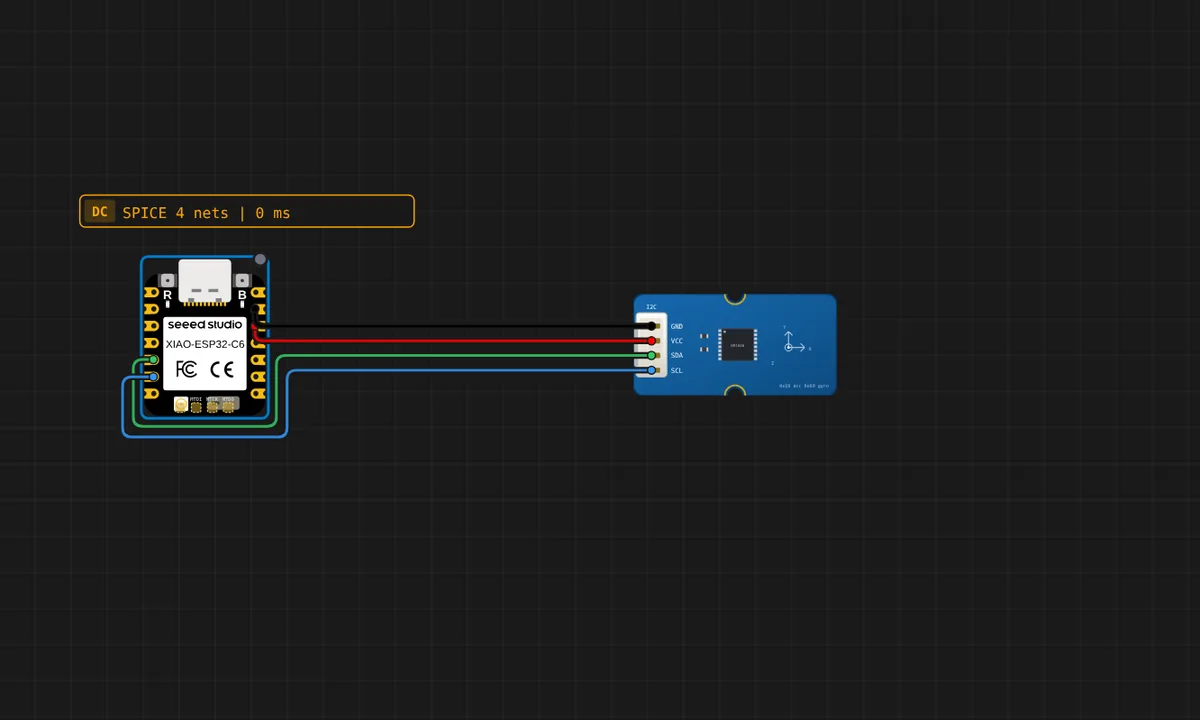 DC SPICE 4 nets | 0 ms
R B
seeed studio
XIAO-ESP32-C6
FC CE
I2C
GND
VCC
SDA
SCL
Y
X
Z